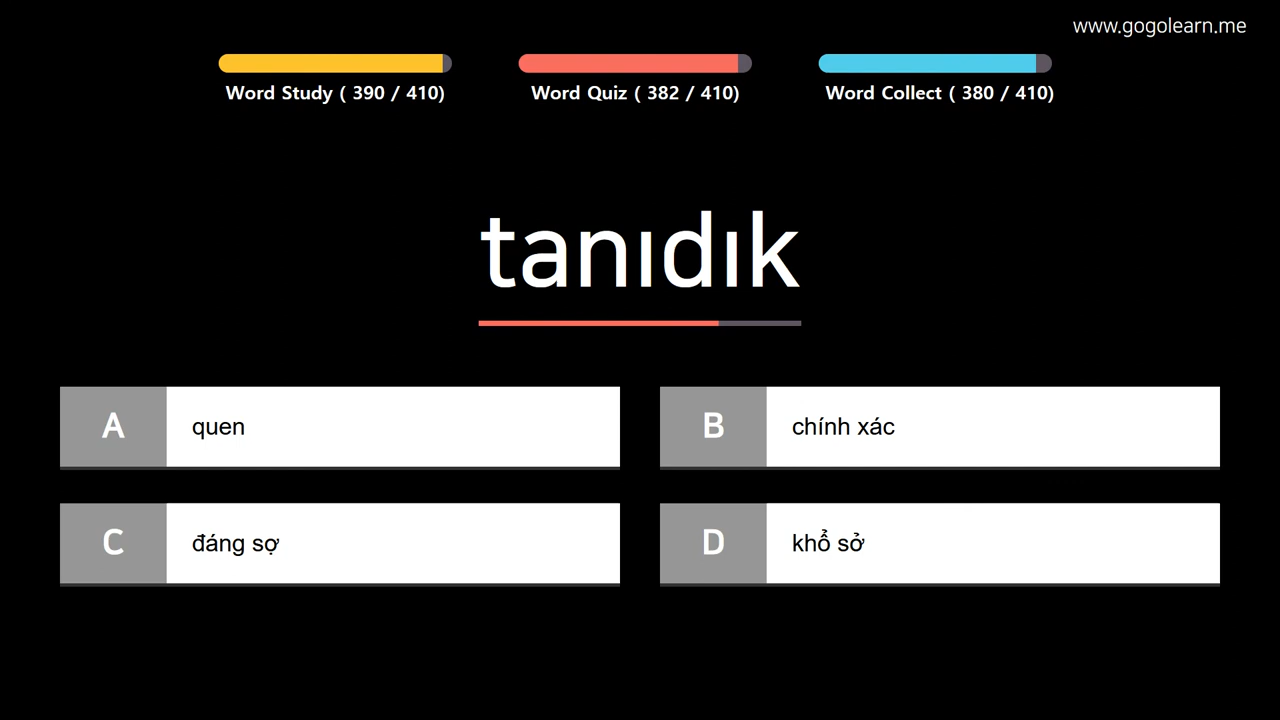 www.gogolearn.me
Word Study ( 390 / 410)
Word Quiz ( 382 / 410)
Word Collect ( 380 / 410)
tanıdık
A quen
B chính xác
C đáng sợ
D khổ sở